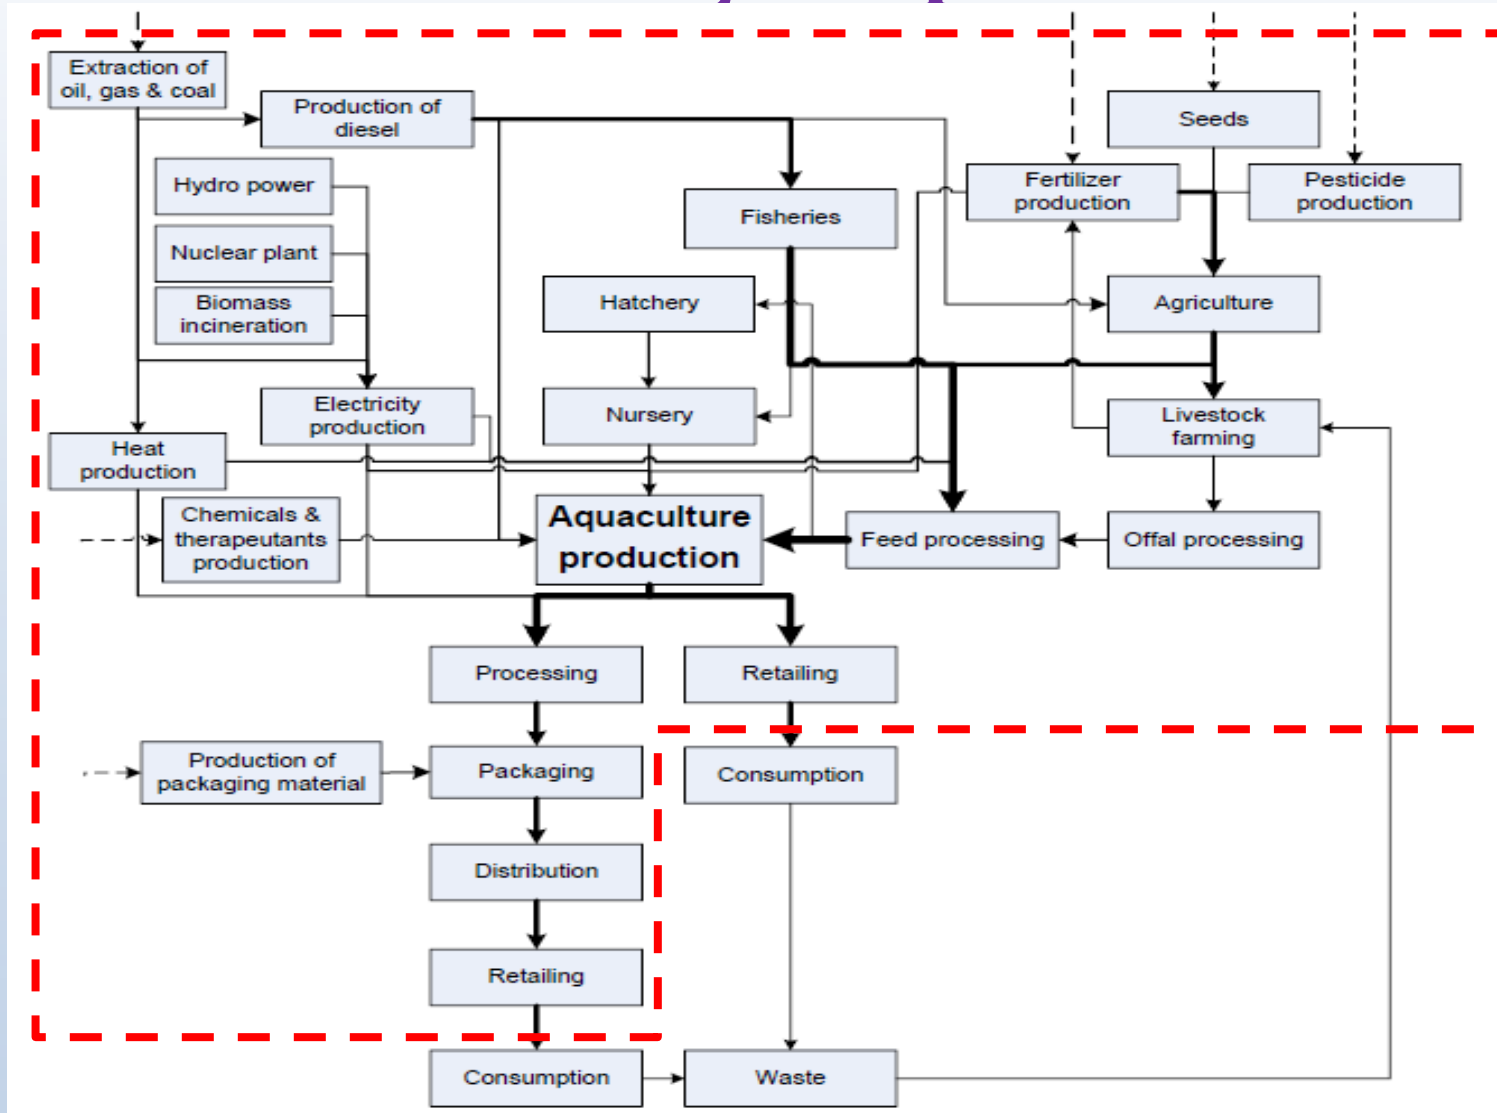 Extraction of
oil, gas & coal
Production of
diesel
Seeds
Hydro power
Fertilizer
production
Pesticide
production
Fisheries
Nuclear plant
Biomass
incineration
Hatchery
Agriculture
Electricity
production
Nursery
Livestock
farming
Heat
production
Chemicals &
therapeutants
production
Aquaculture
production
Feed processing
Offal processing
Processing
Retailing
Production of
packaging material
Packaging
Consumption
Distribution
Retailing
Consumption
Waste